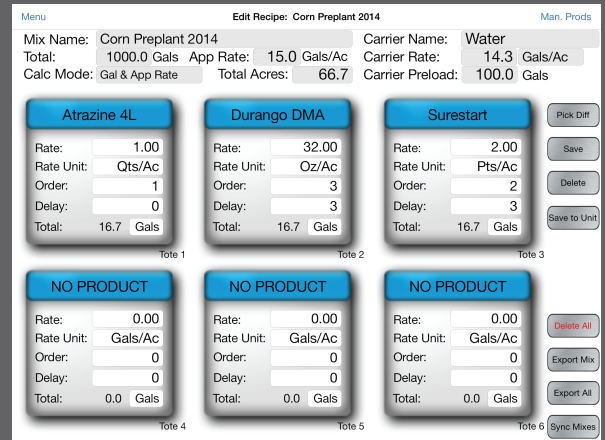 Menu Edit Recipe: Corn Preplant 2014 Man. Prods
Mix Name: Corn Preplant 2014 Carrier Name: Water
Total: 1000.0 Gals App Rate: 15.0 Gals/Ac Carrier Rate: 14.3 Gals/Ac
Calc Mode: Gal & App Rate Total Acres: 66.7 Carrier Preload: 100.0 Gals
Atrazine 4L Durango DMA Surestart Pick Diff
Rate: 1.00 Rate: 32.00 Rate: 2.00 Save
Rate Unit: Qts/Ac Rate Unit: Oz/Ac Rate Unit: Pts/Ac
Order: 1 Order: 3 Order: 2 Delete
Delay: 0 Delay: 3 Delay: 3
Total: 16.7 Gals Total: 16.7 Gals Total: 16.7 Gals Save to Unit
Tote 1 Tote 2 Tote 3
NO PRODUCT NO PRODUCT NO PRODUCT
Rate: 0.00 Rate: 0.00 Rate: 0.00 Delete All
Rate Unit: Gals/Ac Rate Unit: Gals/Ac Rate Unit: Gals/Ac
Order: 0 Order: 0 Order: 0 Export Mix
Delay: 0 Delay: 0 Delay: 0
Total: 0.0 Gals Total: 0.0 Gals Total: 0.0 Gals Export All
Tote 4 Tote 5 Tote 6 Sync Mixes